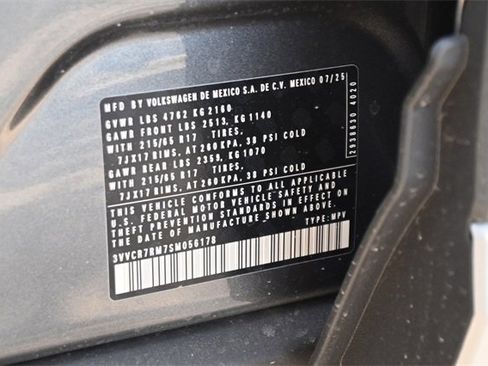 MFD BY VOLKSWAGEN DE MEXICO S.A. DE C.V. MEXICO 07/25
GVWR LBS 4762 KG 2160
GAWR FRONT LBS 2513, KG 1140
WITH 215/65 R17 TIRES,
7JX17 RIMS, AT 260 KPA, 38 PSI COLD
GAWR REAR LBS 2359, KG 1070
WITH 215/65 R17 TIRES,
7JX17 RIMS, AT 260 KPA, 38 PSI COLD
THIS VEHICLE CONFORMS TO ALL APPLICABLE
U.S. FEDERAL MOTOR VEHICLE SAFETY AND
THEFT PREVENTION STANDARDS IN EFFECT ON
THE DATE OF MANUFACTURE SHOWN ABOVE.
3VVCR7RM7SM056178 TYPE: MPV
2938630 4020